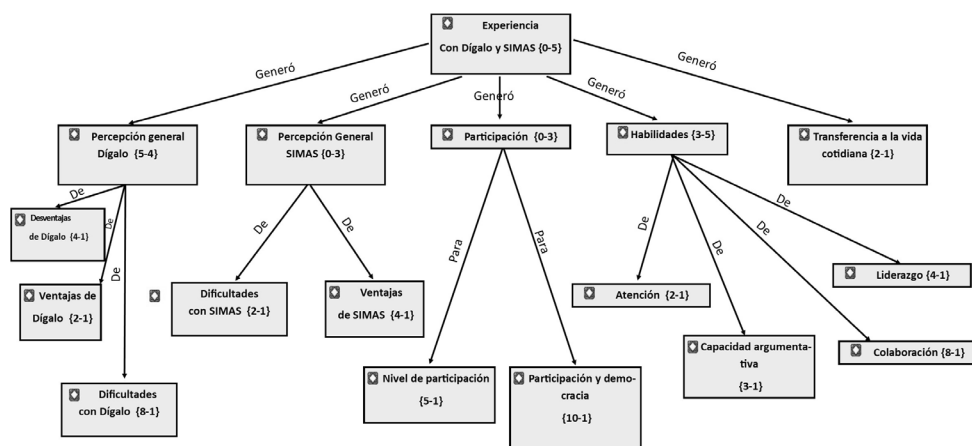 Experiencia
Con Dígalo y SIMAS {0-5}
Generó
Generó
Generó
Generó
Generó
Percepción general
Dígalo {5-4}
Percepción General
SIMAS {0-3}
Participación {0-3}
Habilidades {3-5}
Transferencia a la vida
cotidiana {2-1}
De
De
De
De
De
Para
Para
De
De
De
De
Desventajas
de Dígalo {4-1}
Ventajas de
Dígalo {2-1}
Dificultades
con Dígalo {8-1}
Dificultades
con SIMAS {2-1}
Ventajas
de SIMAS {4-1}
Nivel de participación
{5-1}
Participación y demo-
cracia
{10-1}
Atención {2-1}
Capacidad argumenta-
tiva
{3-1}
Colaboración {8-1}
Liderazgo {4-1}